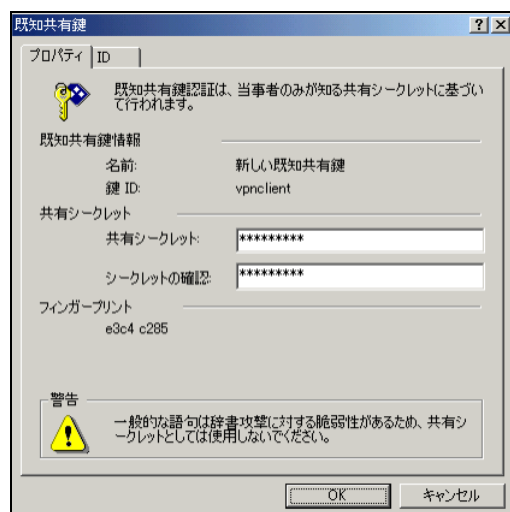 既知共有鍵
プロパティ ID
既知共有鍵認証は、当事者のみが知る共有シークレットに基づい
て行われます。
既知共有鍵情報
名前: 新しい既知共有鍵
鍵 ID: vpnclient
共有シークレット
共有シークレット: *********
シークレットの確認: *********
フィンガープリント
e3c4 c285
警告
一般的な語句は辞書攻撃に対する脆弱性があるため、共有シ
ークレットとしては使用しないでください。
OK キャンセル